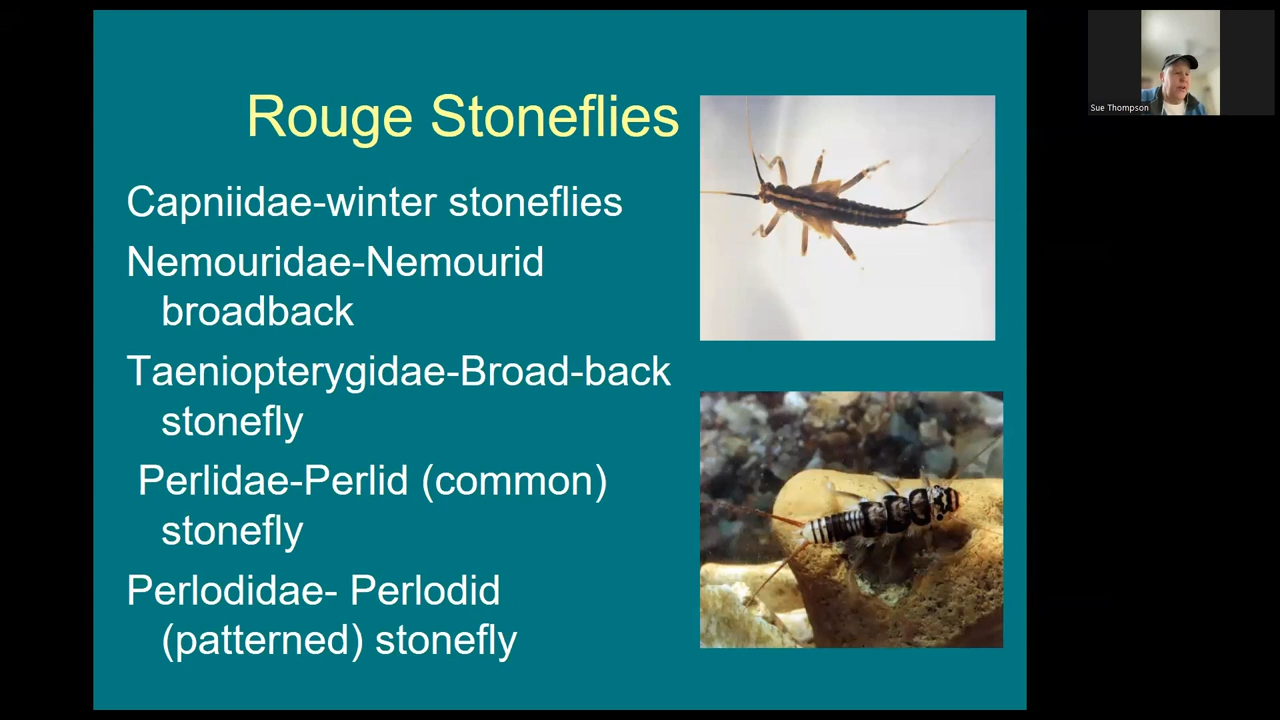 Rouge Stoneflies
Capniidae-winter stoneflies
Nemouridae-Nemourid
broadback
Taeniopterygidae-Broad-back
stonefly
Perlidae-Perlid (common)
stonefly
Perlodidae- Perlodid
(patterned) stonefly
Sue Thompson